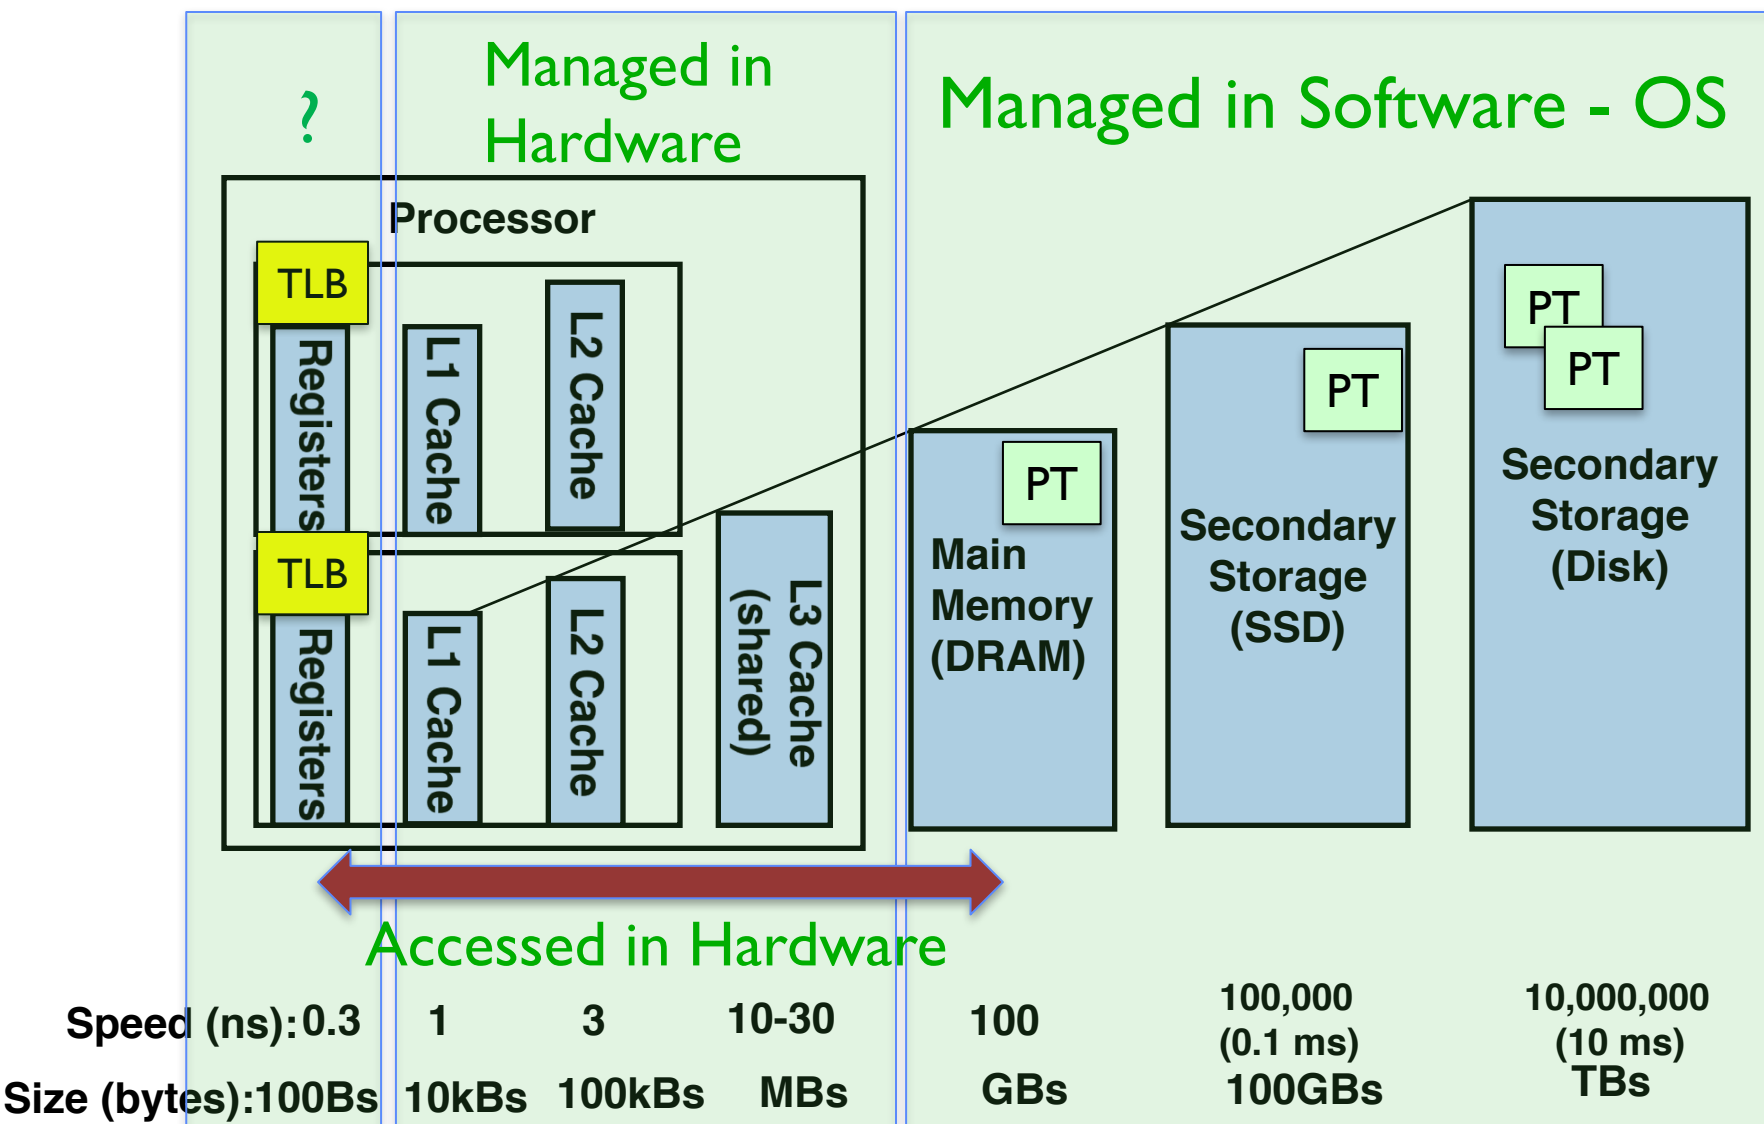 ?
Managed in
Hardware
Managed in Software - OS
Processor
TLB
Registers
L1 Cache
L2 Cache
TLB
Registers
L1 Cache
L2 Cache
L3 Cache
(shared)
PT
Main
Memory
(DRAM)
PT
Secondary
Storage
(SSD)
PT
PT
Secondary
Storage
(Disk)
Accessed in Hardware
Speed (ns): 0.3 1 3 10-30 100 100,000 10,000,000
(0.1 ms) (10 ms)
Size (bytes): 100Bs 10kBs 100kBs MBs GBs 100GBs TBs